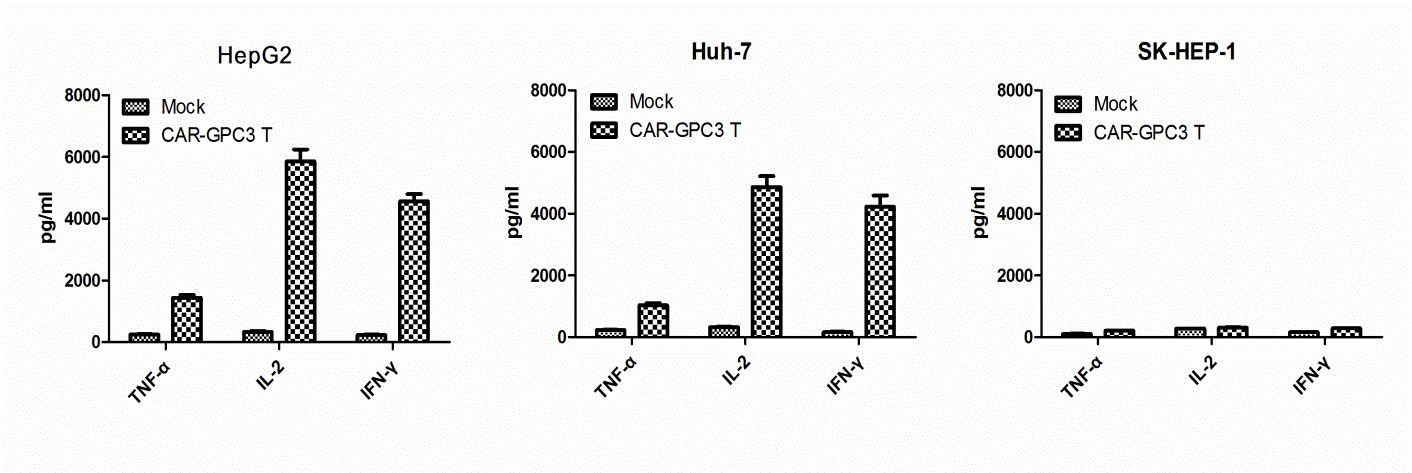 HepG2
8000
6000
4000
2000
0
pg/ml
Mock
CAR-GPC3 T
TNF-α
IL-2
IFN-γ
Huh-7
8000
6000
4000
2000
0
pg/ml
Mock
CAR-GPC3 T
TNF-α
IL-2
IFN-γ
SK-HEP-1
8000
6000
4000
2000
0
pg/ml
Mock
CAR-GPC3 T
TNF-α
IL-2
IFN-γ